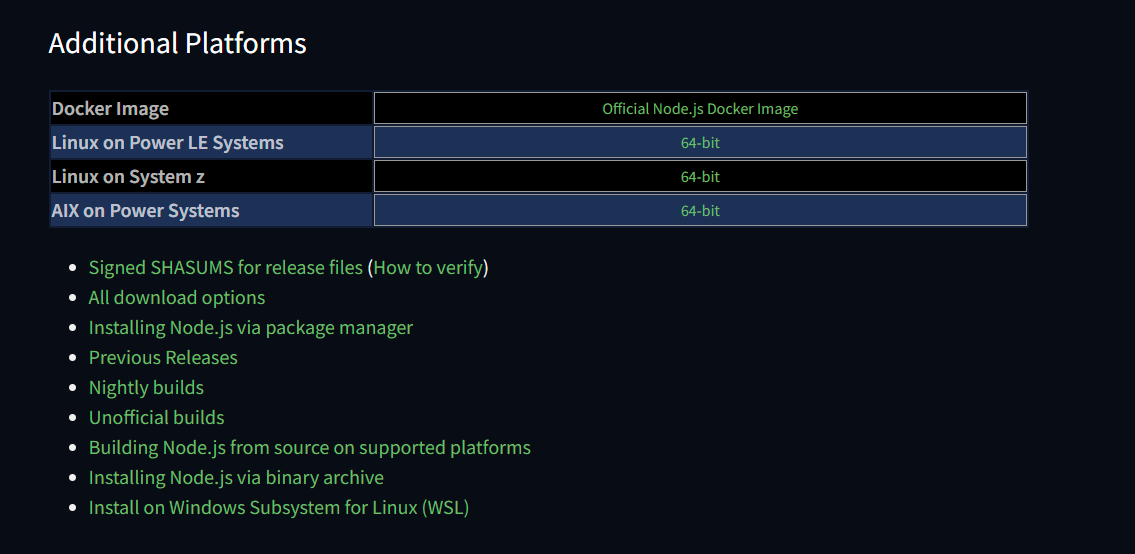 Additional Platforms
Docker Image Official Node.js Docker Image
Linux on Power LE Systems 64-bit
Linux on System z 64-bit
AIX on Power Systems 64-bit
Signed SHASUMS for release files (How to verify)
All download options
Installing Node.js via package manager
Previous Releases
Nightly builds
Unofficial builds
Building Node.js from source on supported platforms
Installing Node.js via binary archive
Install on Windows Subsystem for Linux (WSL)